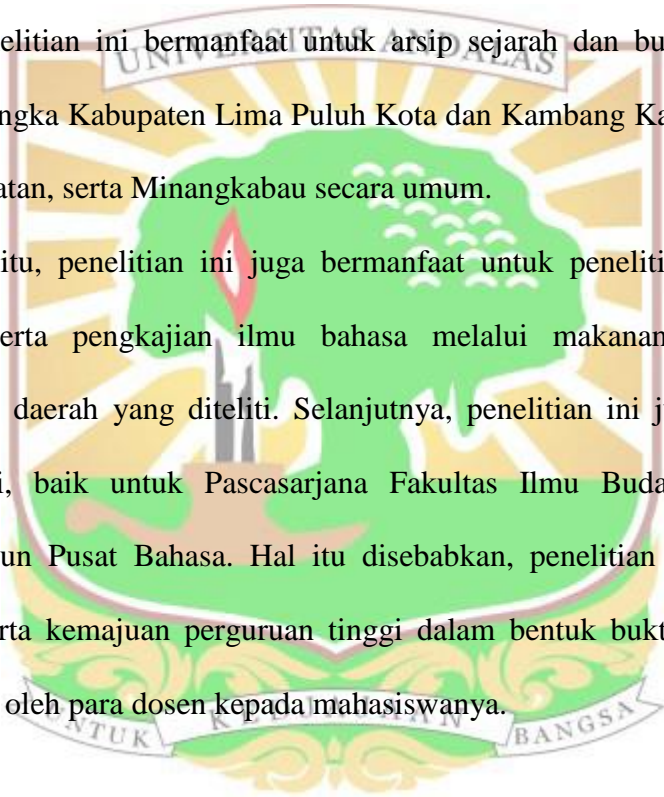 elitian ini bermanfaat untuk arsip sejarah dan bu
UNIVERSITAS ANDALAS
ngka Kabupaten Lima Puluh Kota dan Kambang Ka
atan, serta Minangkabau secara umum.
itu, penelitian ini juga bermanfaat untuk peneliti
erta pengkajian ilmu bahasa melalui makanan
daerah yang diteliti. Selanjutnya, penelitian ini j
i, baik untuk Pascasarjana Fakultas Ilmu Buda
un Pusat Bahasa. Hal itu disebabkan, penelitian
rta kemajuan perguruan tinggi dalam bentuk bukt
oleh para dosen kepada mahasiswanya.
UNTUK KEDJAJAAN BANGSA